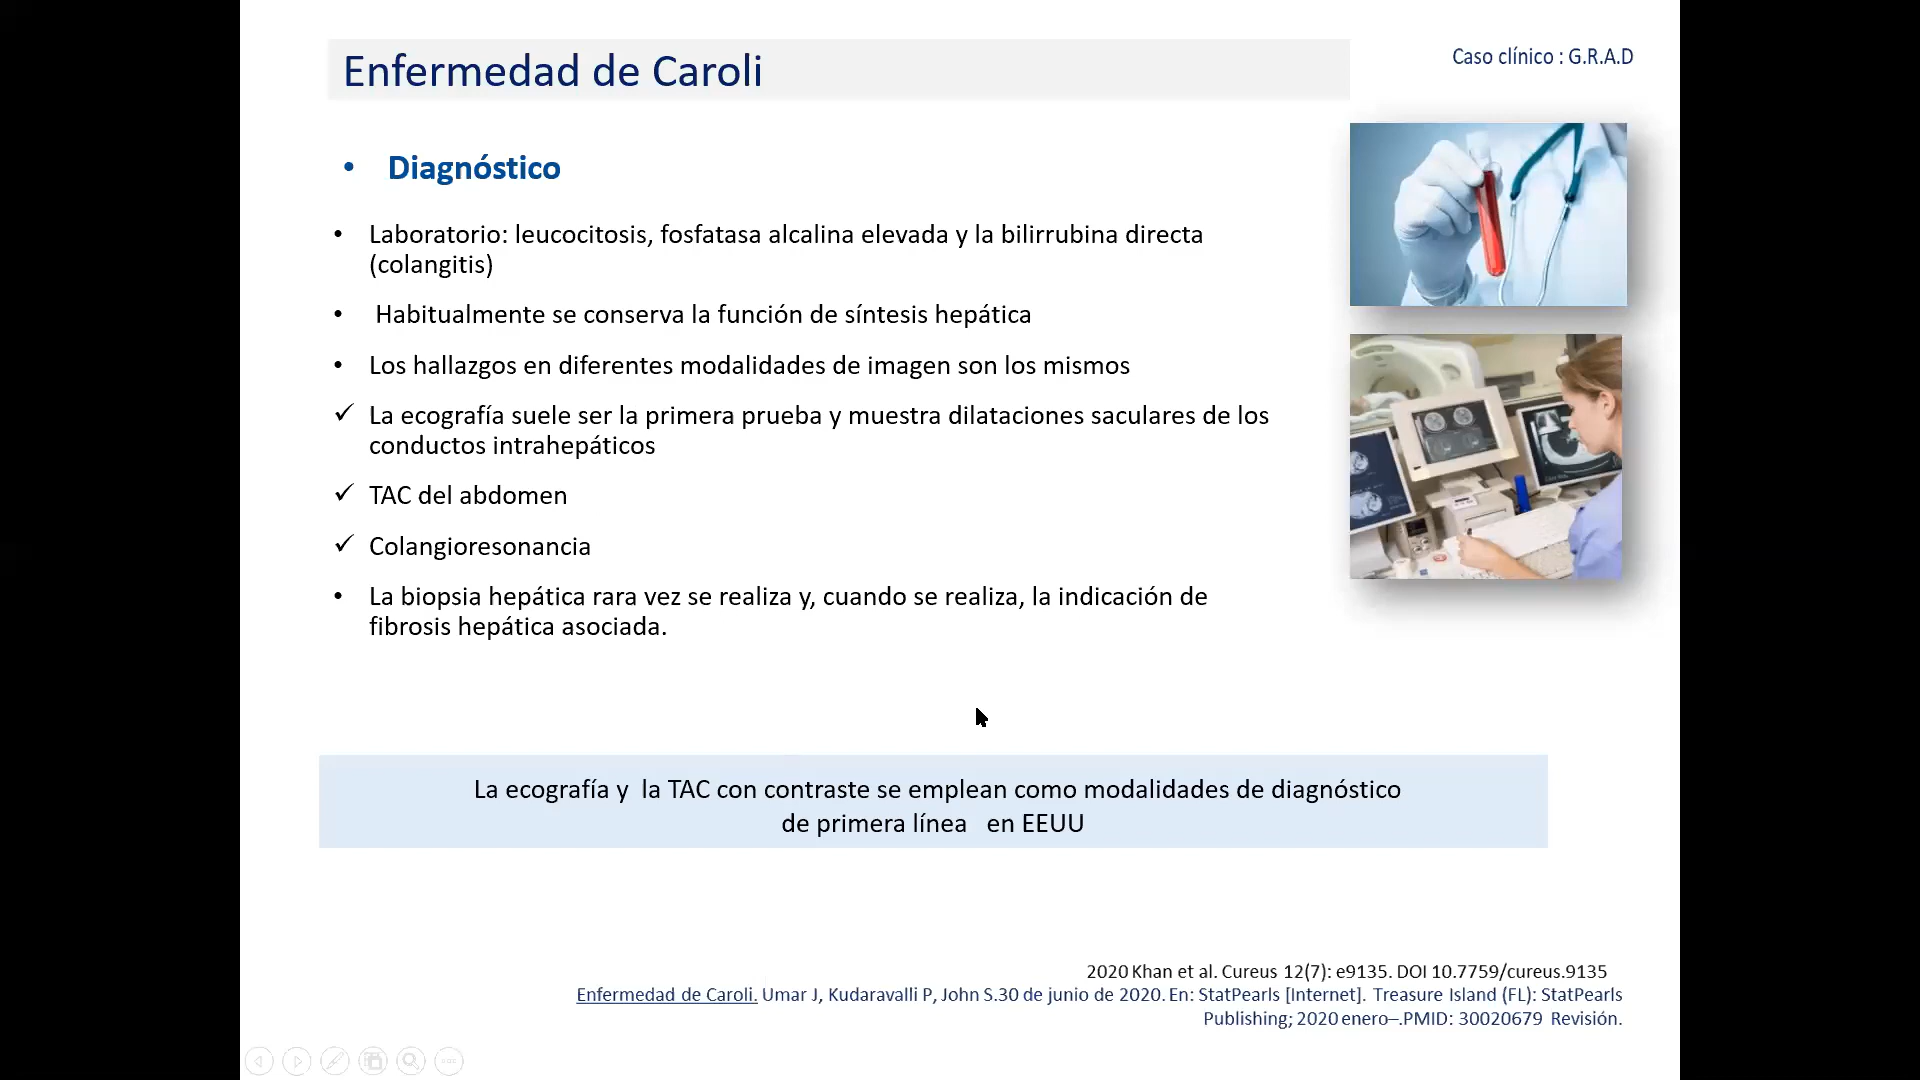 Enfermedad de Caroli
Caso clínico : G.R.A.D
• Diagnóstico
• Laboratorio: leucocitosis, fosfatasa alcalina elevada y la bilirrubina directa
(colangitis)
• Habitualmente se conserva la función de síntesis hepática
• Los hallazgos en diferentes modalidades de imagen son los mismos
✓ La ecografía suele ser la primera prueba y muestra dilataciones saculares de los
conductos intrahepáticos
✓ TAC del abdomen
✓ Colangioresonancia
• La biopsia hepática rara vez se realiza y, cuando se realiza, la indicación de
fibrosis hepática asociada.
La ecografía y la TAC con contraste se emplean como modalidades de diagnóstico
de primera línea en EEUU
2020 Khan et al. Cureus 12(7): e9135. DOI 10.7759/cureus.9135
Enfermedad de Caroli. Umar J, Kudaravalli P, John S.30 de junio de 2020. En: StatPearls [Internet]. Treasure Island (FL): StatPearls
Publishing; 2020 enero–.PMID: 30020679 Revisión.